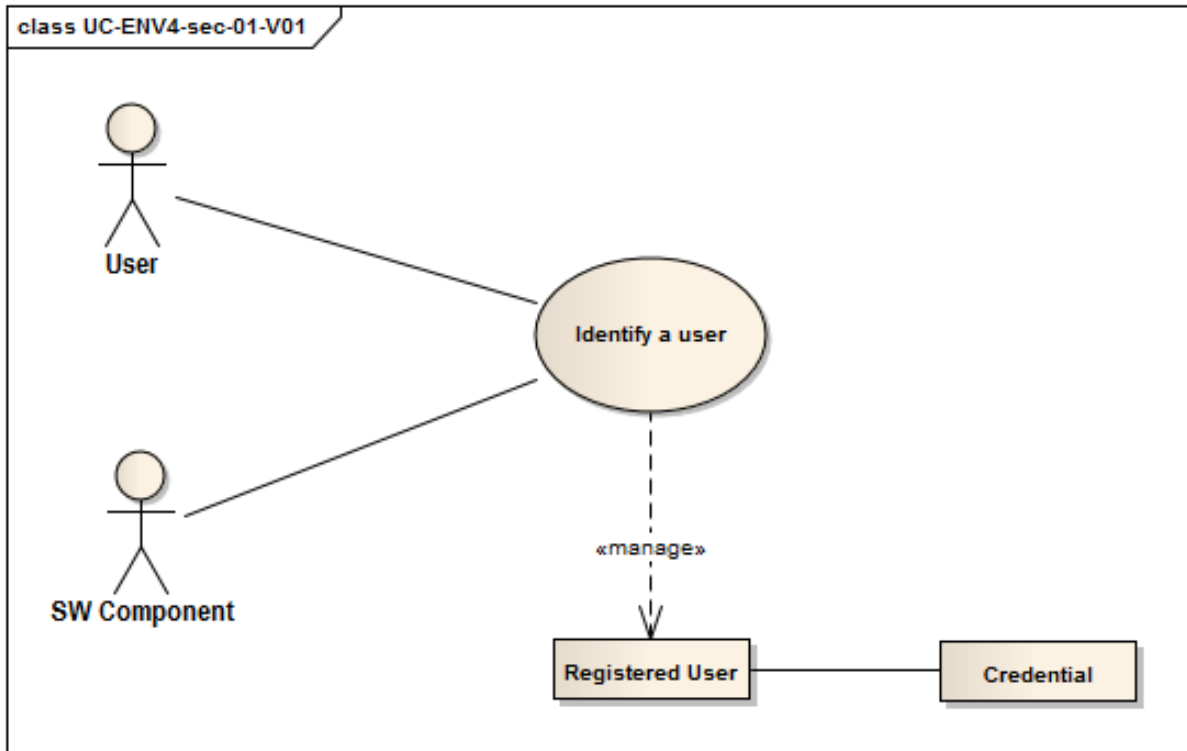 class UC-ENV4-sec-01-V01
User
Identify a user
SW Component
«manage»
Registered User
Credential